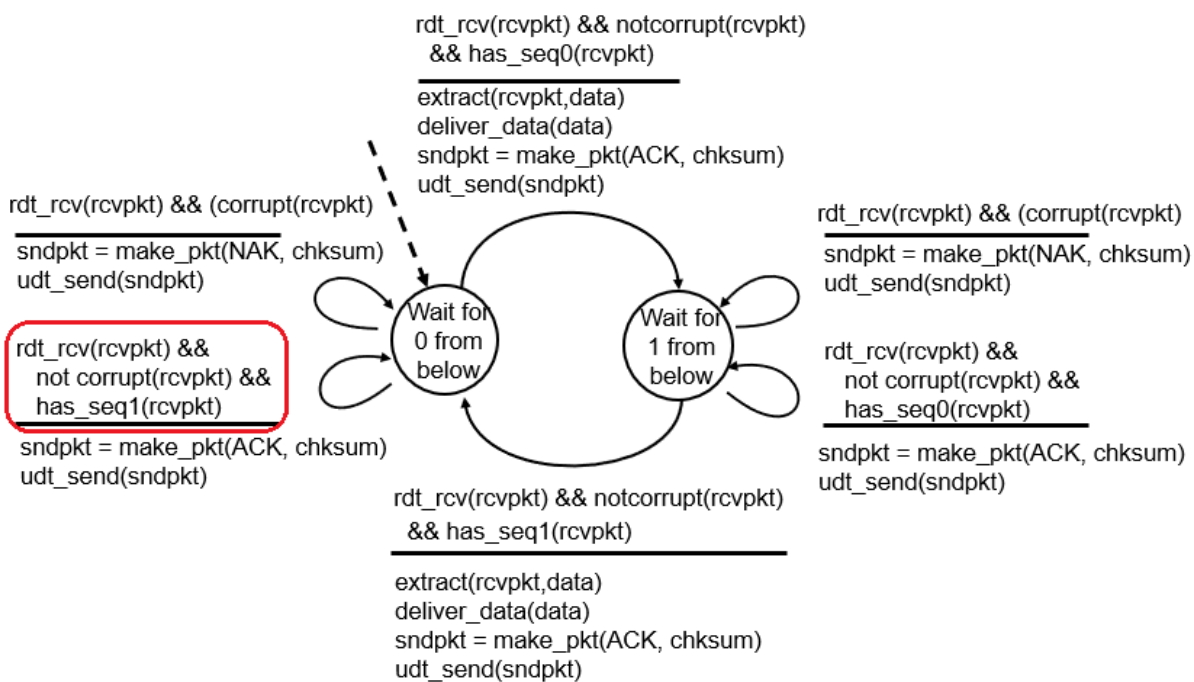 rdt_rcv(rcvpkt) && notcorrupt(rcvpkt)
&& has_seq0(rcvpkt)
extract(rcvpkt,data)
deliver_data(data)
sndpkt = make_pkt(ACK, chksum)
udt_send(sndpkt)
rdt_rcv(rcvpkt) && (corrupt(rcvpkt)
sndpkt = make_pkt(NAK, chksum)
udt_send(sndpkt)
rdt_rcv(rcvpkt) &&
not corrupt(rcvpkt) &&
has_seq1(rcvpkt)
sndpkt = make_pkt(ACK, chksum)
udt_send(sndpkt)
Wait for
0 from
below
Wait for
1 from
below
rdt_rcv(rcvpkt) && (corrupt(rcvpkt)
sndpkt = make_pkt(NAK, chksum)
udt_send(sndpkt)
rdt_rcv(rcvpkt) &&
not corrupt(rcvpkt) &&
has_seq0(rcvpkt)
sndpkt = make_pkt(ACK, chksum)
udt_send(sndpkt)
rdt_rcv(rcvpkt) && notcorrupt(rcvpkt)
&& has_seq1(rcvpkt)
extract(rcvpkt,data)
deliver_data(data)
sndpkt = make_pkt(ACK, chksum)
udt_send(sndpkt)